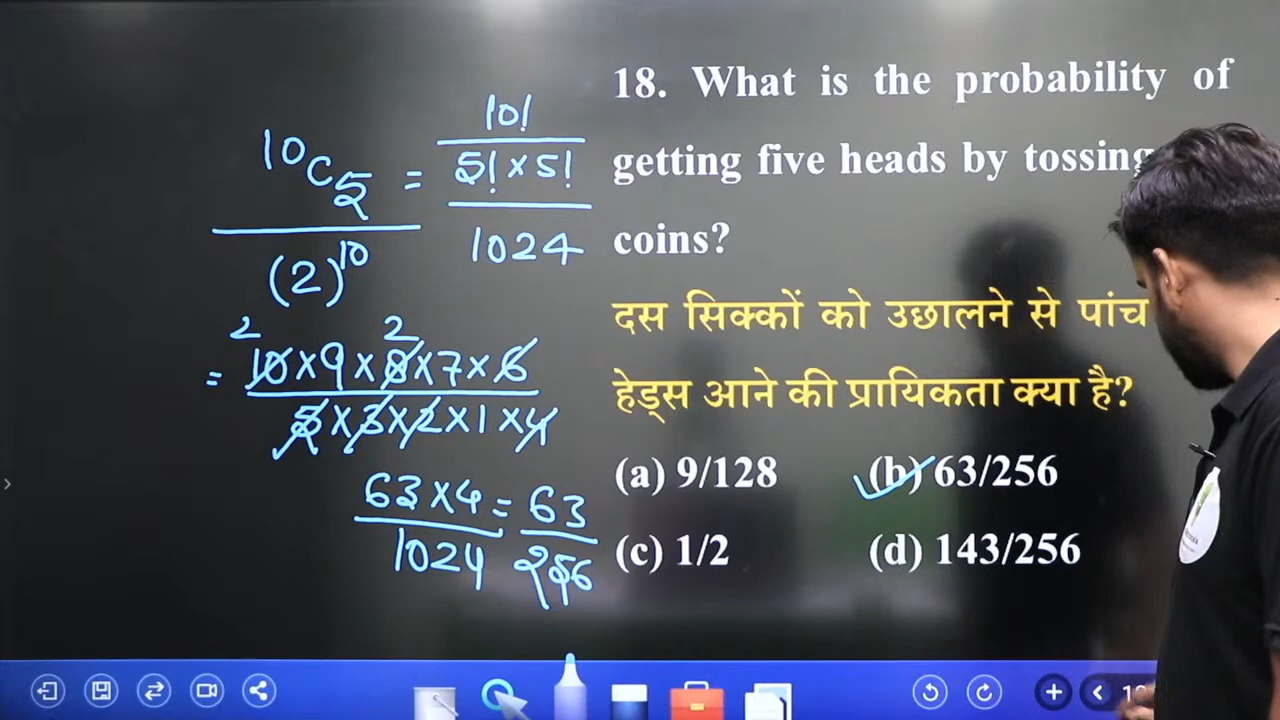 18. What is the probability of
getting five heads by tossing
coins?
दस सिक्कों को उछालने से पांच
हेड्स आने की प्रायिकता क्या है?
(a) 9/128 (b) 63/256
(c) 1/2 (d) 143/256
¹⁰C₅ / (2)¹⁰ = 10! / 5! × 5! / 1024
2 2
= 10 × 9 × 8 × 7 × 6 / 5 × 3 × 2 × 1 × 4
63 × 4 / 1024 = 63 / 256